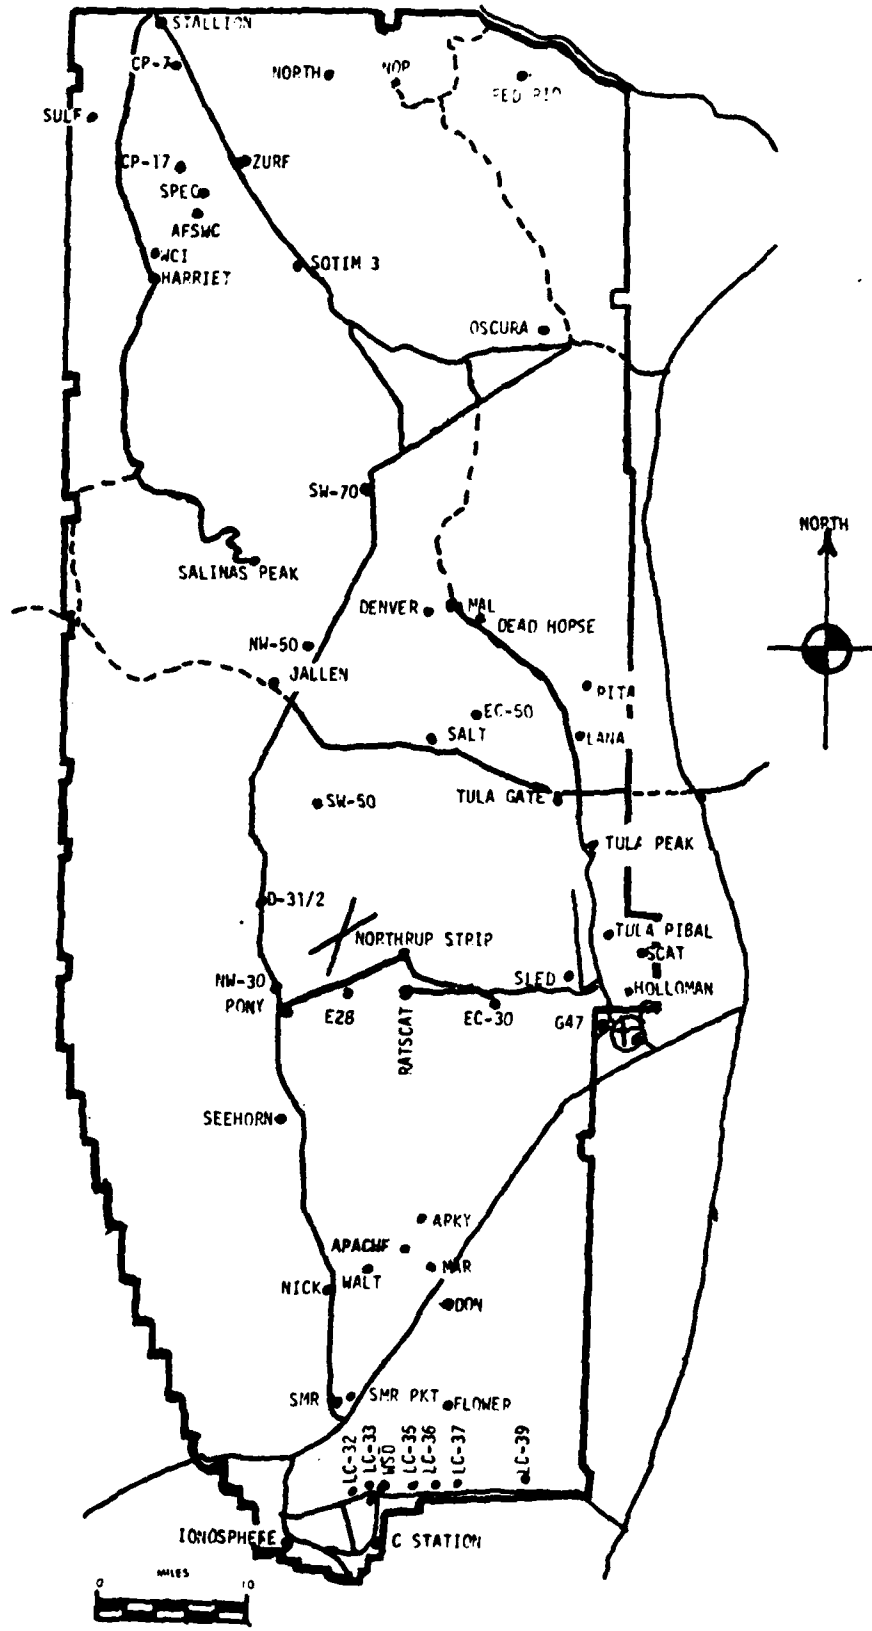 STALLION
CP-7
NORTH
NOP
RED RIO
SULF
CP-17
ZURF
SPEC
AFSWC
WCI
HARRIET
SOTIM 3
OSCURA
SW-70
NORTH
SALINAS PEAK
DENVER
MAL
DEAD HORSE
NW-50
JALLEN
PITA
EC-50
SALT
LANA
SW-50
TULA GATE
TULA PEAK
D-31/2
NORTHRUP STRIP
TULA PIBAL
SCAT
NW-30
SLED
HOLLOMAN
PONY
E28
RATSCAT
EC-30
G47
SEEHORN
APKY
APACHE
MAR
NICK
WALT
DON
SMR
SMR PKT
FLOWER
LC-32
LC-33
WSD
LC-35
LC-36
LC-37
LC-39
IONOSPHERE
C STATION
MILES
0
10